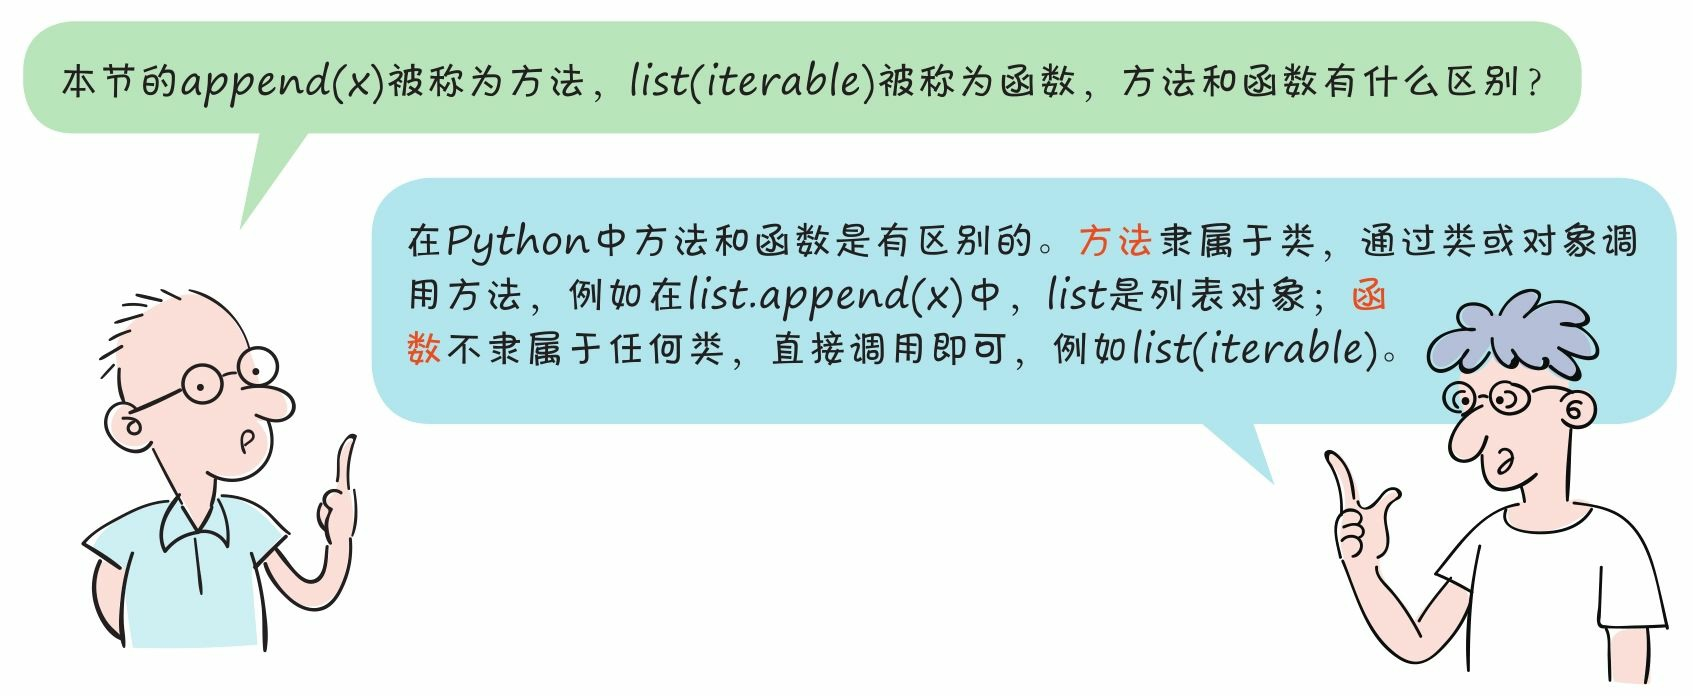 本节的append(x)被称为方法，list(iterable)被称为函数，方法和函数有什么区别？
在Python中方法和函数是有区别的。方法隶属于类，通过类或对象调
用方法，例如在list.append(x)中，list是列表对象；函
数不隶属于任何类，直接调用即可，例如list(iterable)。